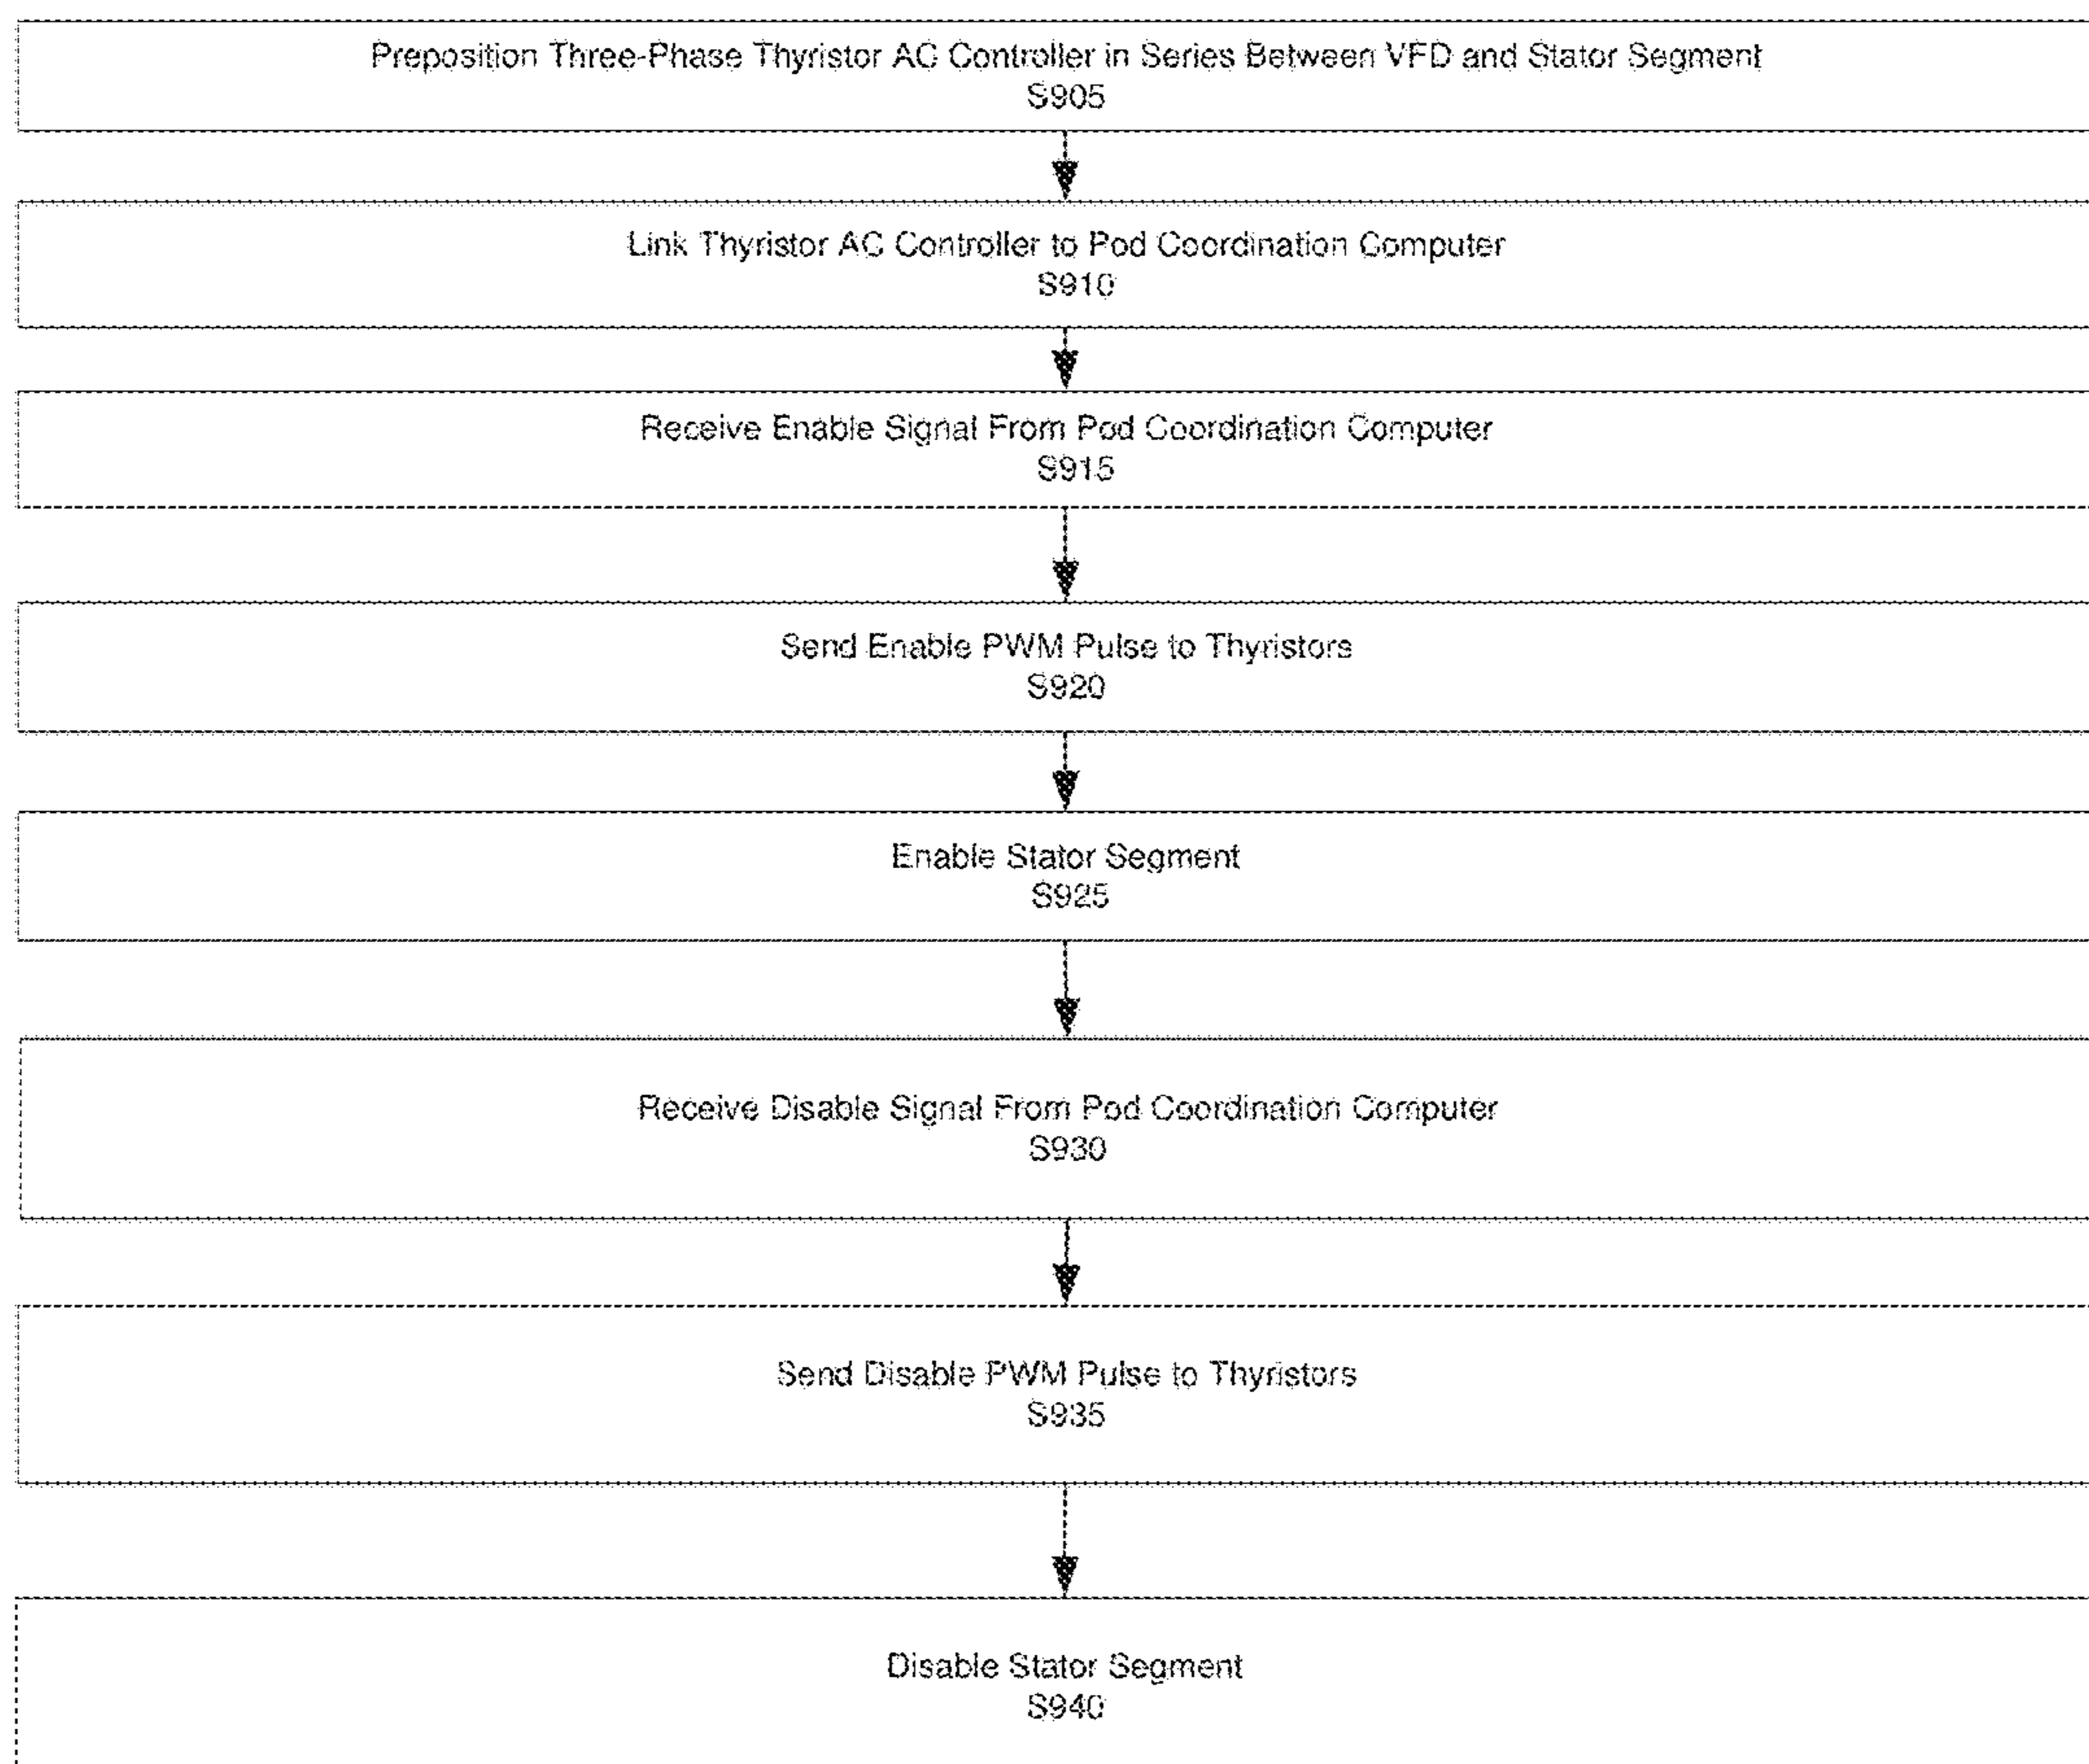 Preposition Three-Phase Thyristor AC Controller in Series Between VFD and Stator Segment
S905
Link Thyristor AC Controller to Pod Coordination Computer
S910
Receive Enable Signal From Pod Coordination Computer
S915
Send Enable PWM Pulse to Thyristors
S920
Enable Stator Segment
S925
Receive Disable Signal From Pod Coordination Computer
S930
Send Disable PWM Pulse to Thyristors
S935
Disable Stator Segment
S940